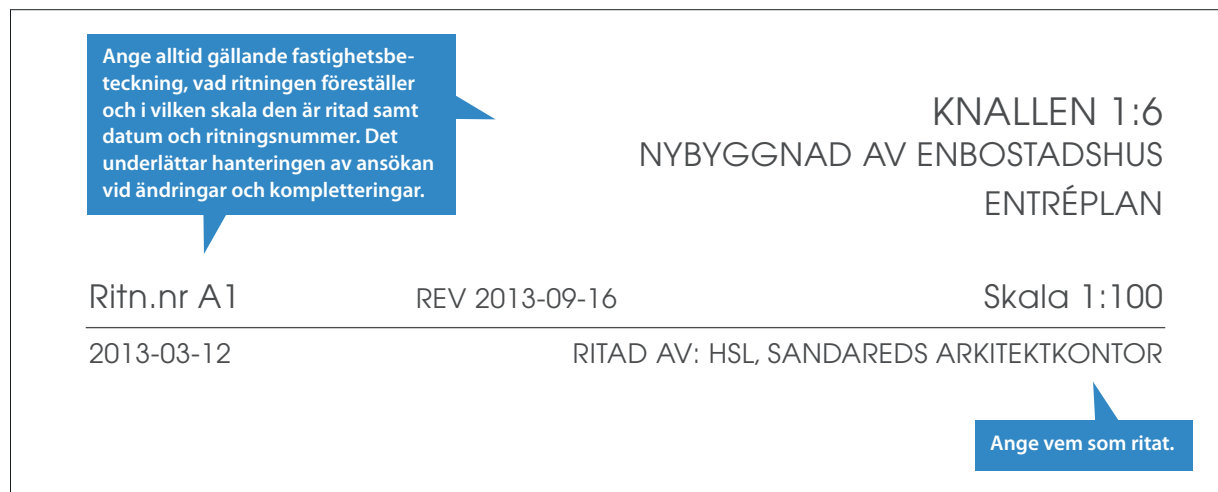 Ange alltid gällande fastighetsbe-
teckning, vad ritningen föreställer
och i vilken skala den är ritad samt
datum och ritningsnummer. Det
underlättar hanteringen av ansökan
vid ändringar och kompletteringar.
KNALLEN 1:6
NYBYGGNAD AV ENBOSTADSHUS
ENTRÉPLAN
Ritn.nr A1 REV 2013-09-16 Skala 1:100
2013-03-12 RITAD AV: HSL, SANDAREDS ARKITEKTKONTOR
Ange vem som ritat.